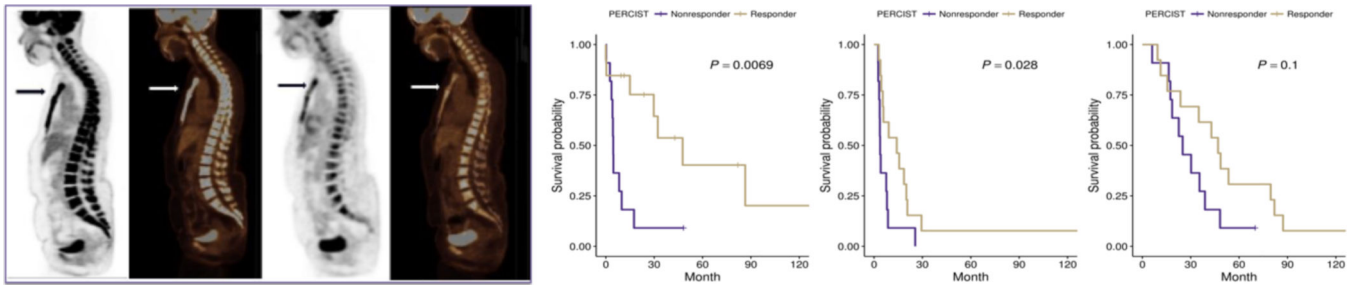 PERCIST Nonresponder Responder
Survival probability
1.00
0.75
0.50
0.25
0.00
P = 0.0069
0 30 60 90 120
Month
PERCIST Nonresponder Responder
Survival probability
1.00
0.75
0.50
0.25
0.00
P = 0.028
0 30 60 90 120
Month
PERCIST Nonresponder Responder
Survival probability
1.00
0.75
0.50
0.25
0.00
P = 0.1
0 30 60 90 120
Month